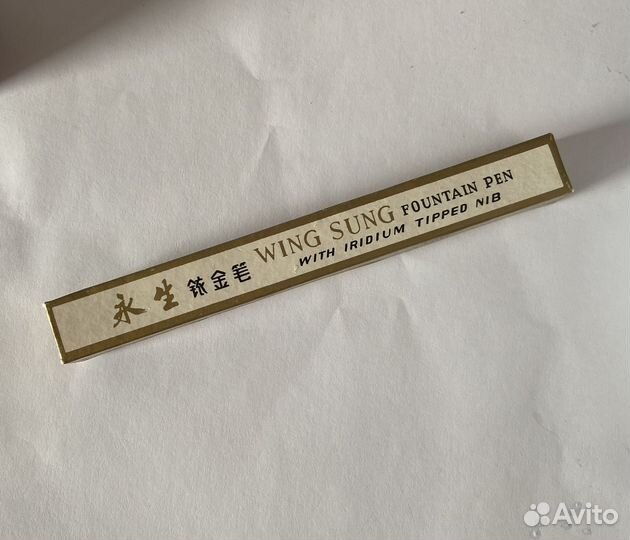 永生 铱金笔 WING SUNG FOUNTAIN PEN
WITH IRIDIUM TIPPED NIB
Avito